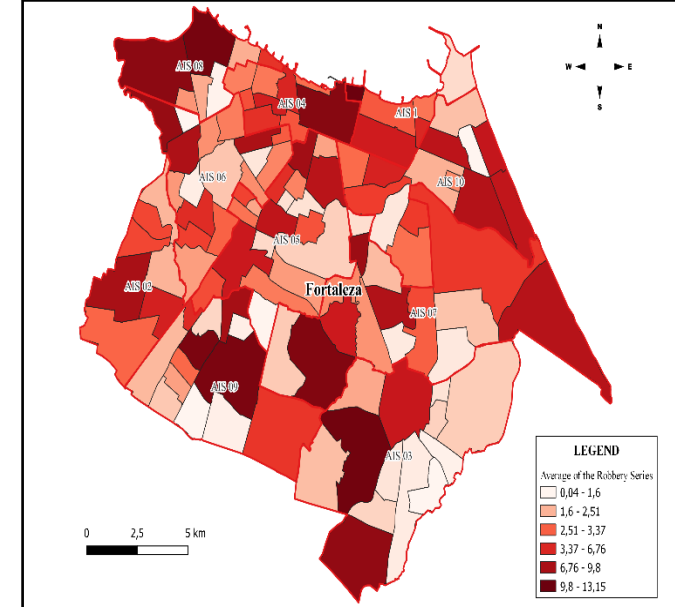 N
W E
S
AIS 08
AIS 04
AIS 1
AIS 06
AIS 10
AIS 05
AIS 02
Fortaleza
AIS 07
AIS 09
AIS 03
LEGEND
Average of the Robbery Series
0,04 - 1,6
1,6 - 2,51
2,51 - 3,37
3,37 - 6,76
6,76 - 9,8
9,8 - 13,15
0 2,5 5 km